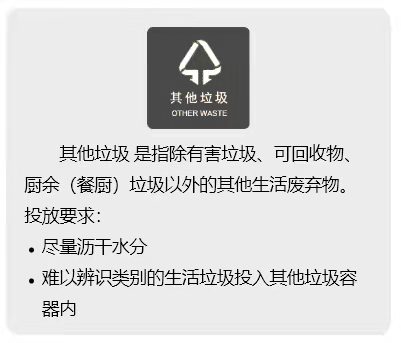 其他垃圾
OTHER WASTE
其他垃圾 是指除有害垃圾、可回收物、
厨余（餐厨）垃圾以外的其他生活废弃物。
投放要求：
• 尽量沥干水分
• 难以辨识类别的生活垃圾投入其他垃圾容
器内